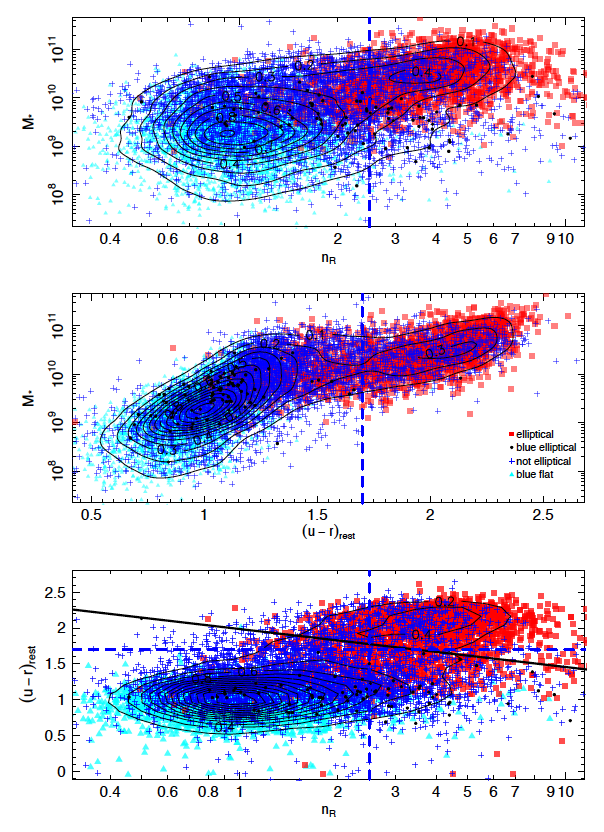 10¹¹
10¹⁰
10⁹
10⁸
M*
0.4 0.6 0.8 1 2 3 4 5 6 7 9 10
n_R
10¹¹
10¹⁰
10⁹
10⁸
M*
elliptical
blue elliptical
not elliptical
blue flat
0.5 1 1.5 2 2.5
(u − r)rest
2.5
2
1.5
1
0.5
0
(u − r)rest
0.4 0.6 0.8 1 2 3 4 5 6 7 9 10
n_R